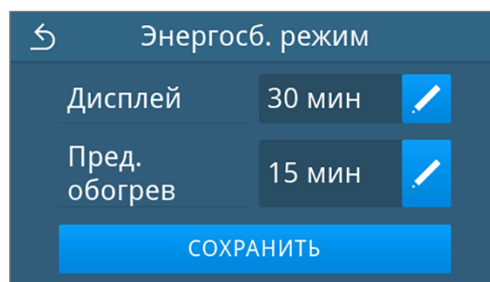 Энергосб. режим
Дисплей 30 мин
Пред.
обогрев 15 мин
СОХРАНИТЬ